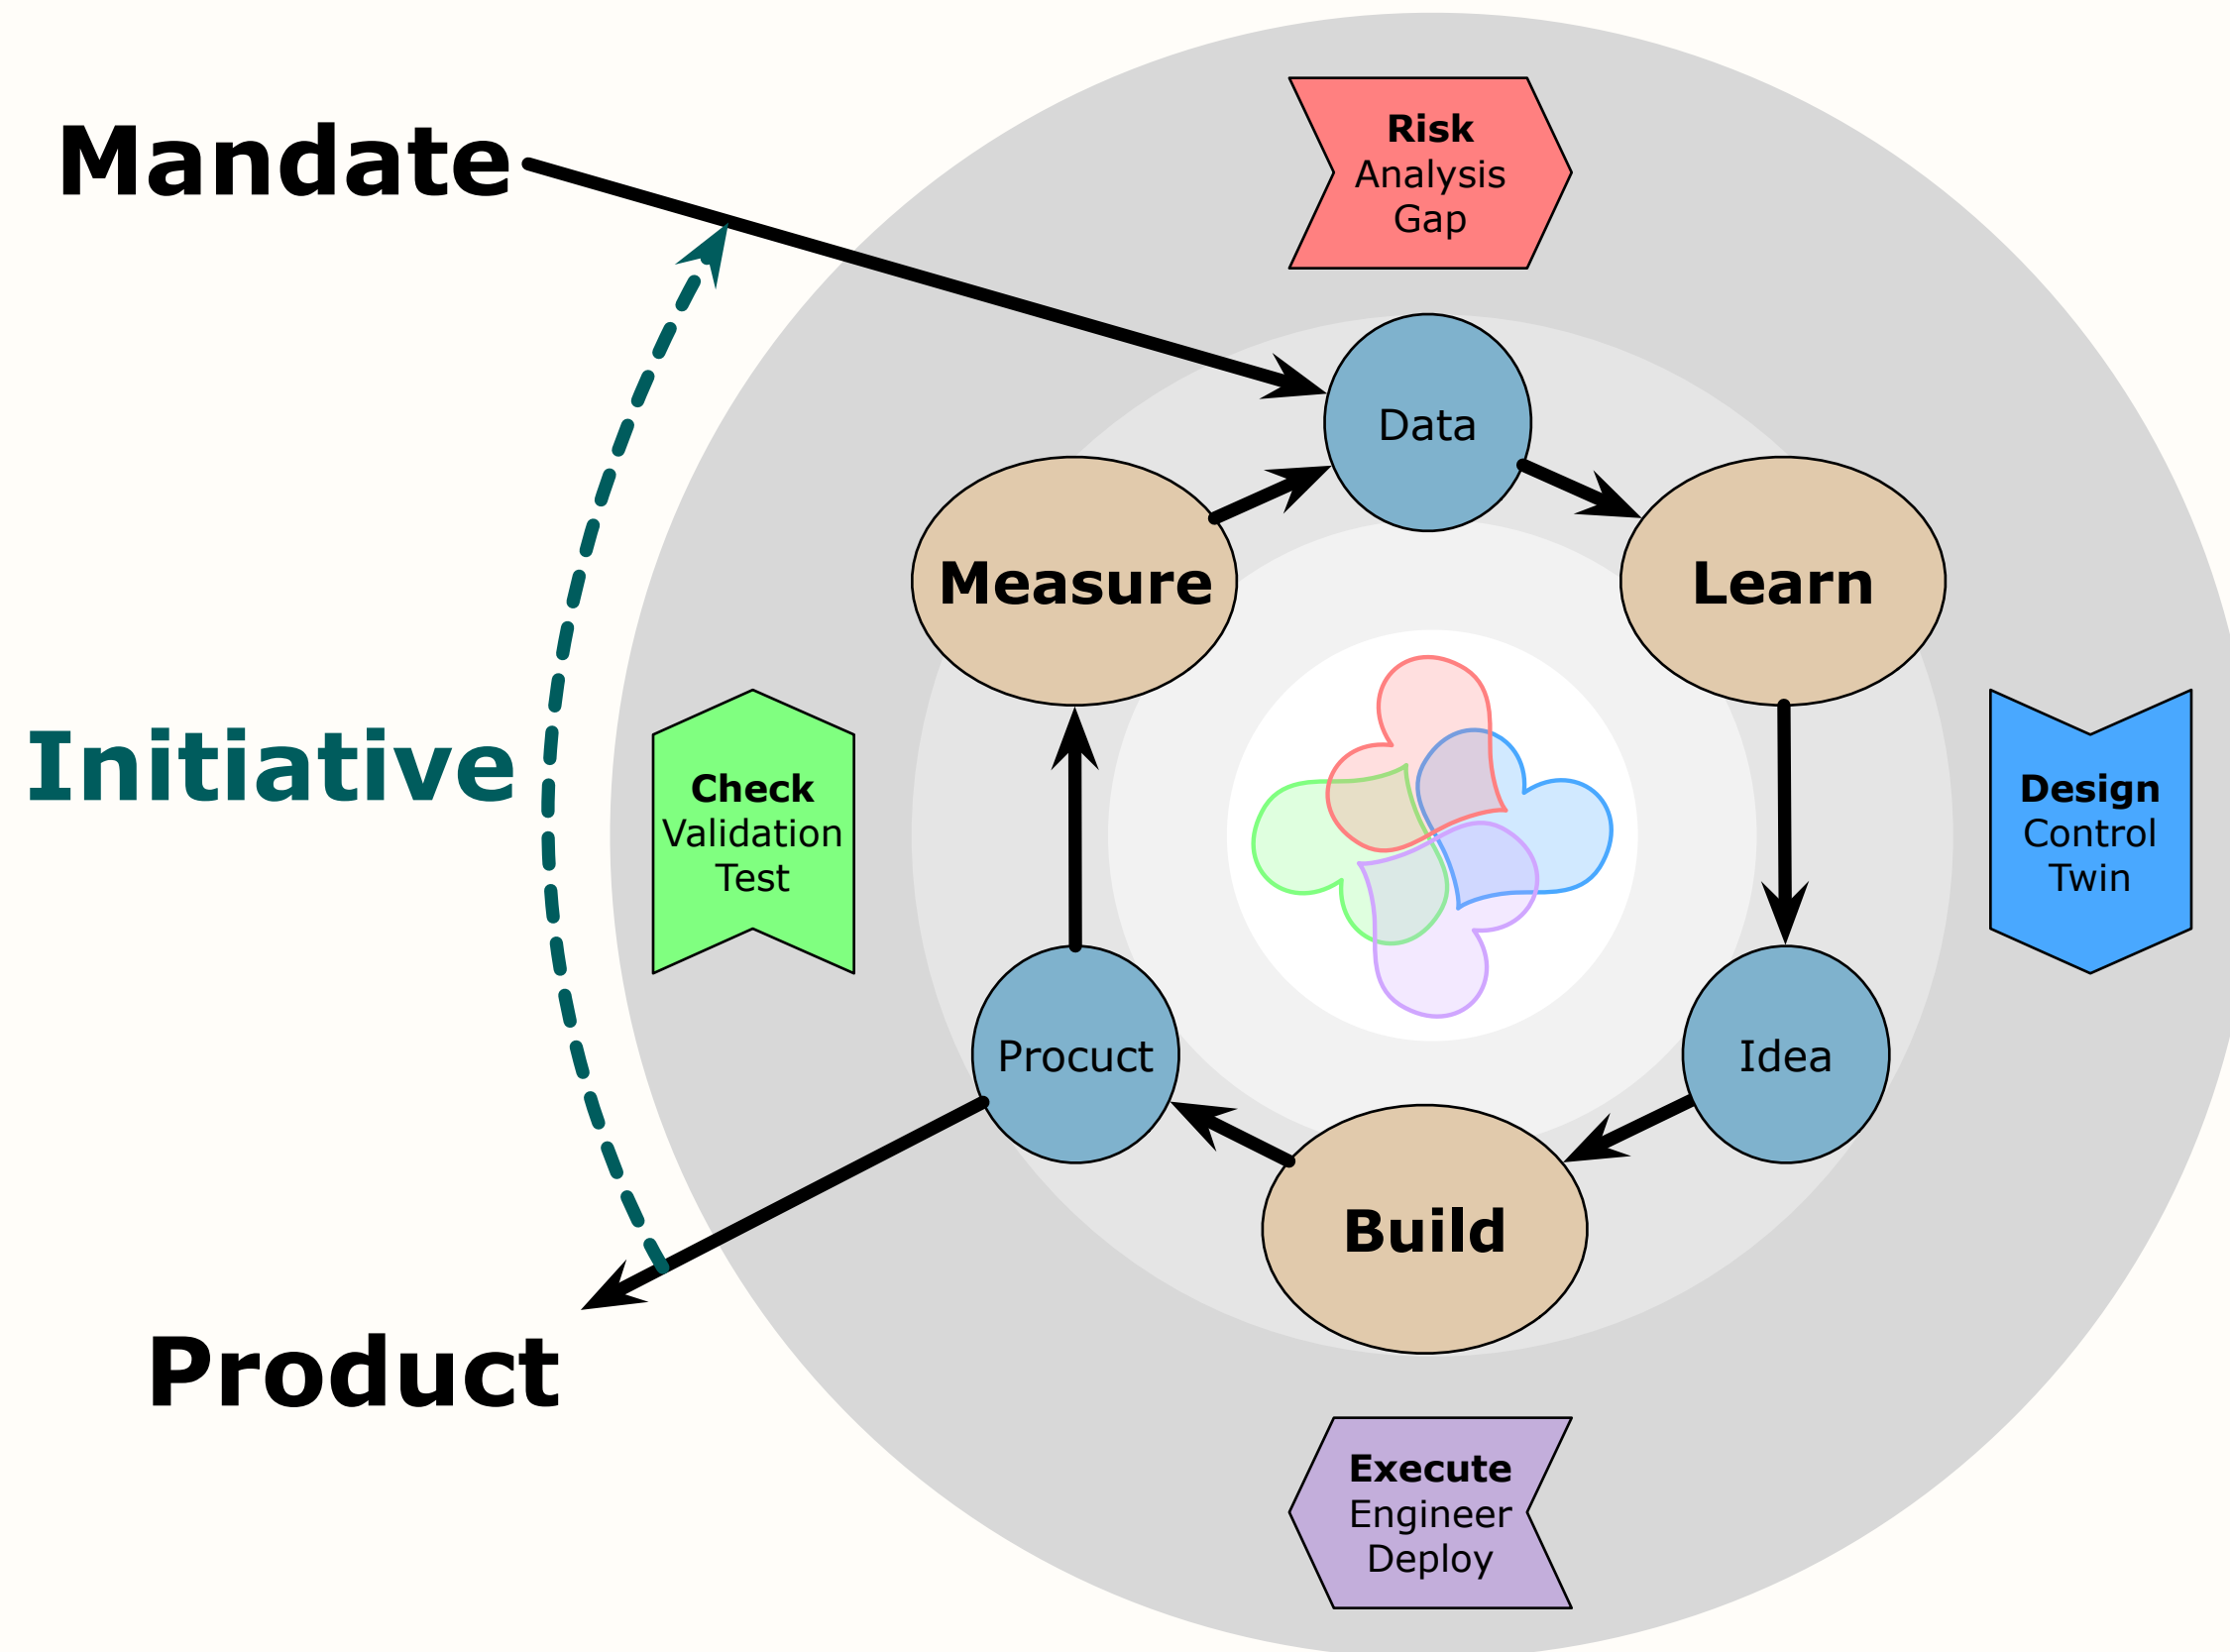 Mandate
Risk
Analysis
Gap
Data
Measure
Learn
Initiative
Check
Validation
Test
Design
Control
Twin
Procuct
Idea
Build
Product
Execute
Engineer
Deploy